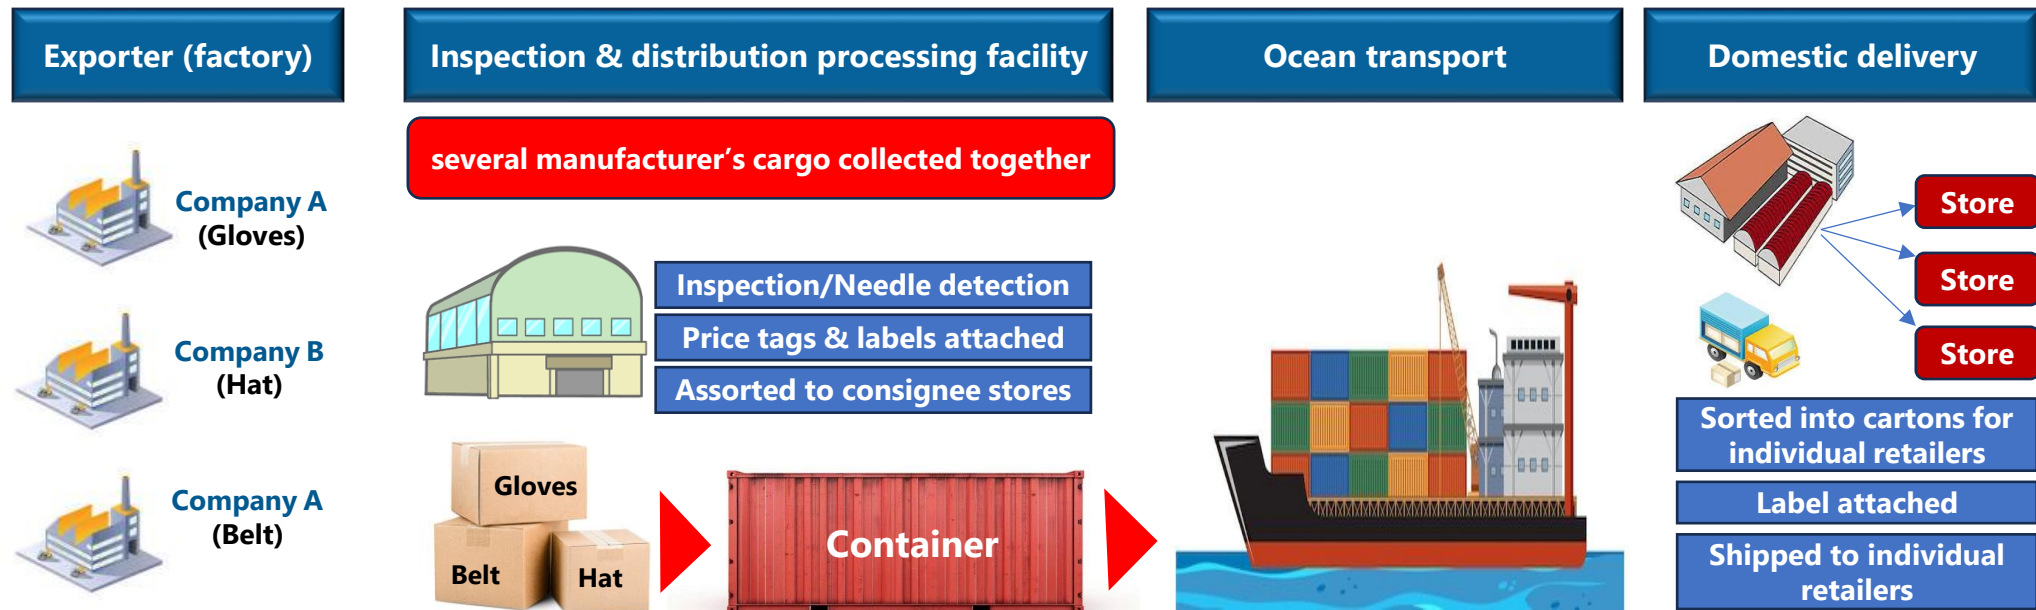 Exporter (factory)
Inspection & distribution processing facility
Ocean transport
Domestic delivery
Company A
(Gloves)
Company B
(Hat)
Company A
(Belt)
several manufacturer’s cargo collected together
Inspection/Needle detection
Price tags & labels attached
Assorted to consignee stores
Gloves
Belt
Hat
Container
Store
Store
Store
Sorted into cartons for
individual retailers
Label attached
Shipped to individual
retailers